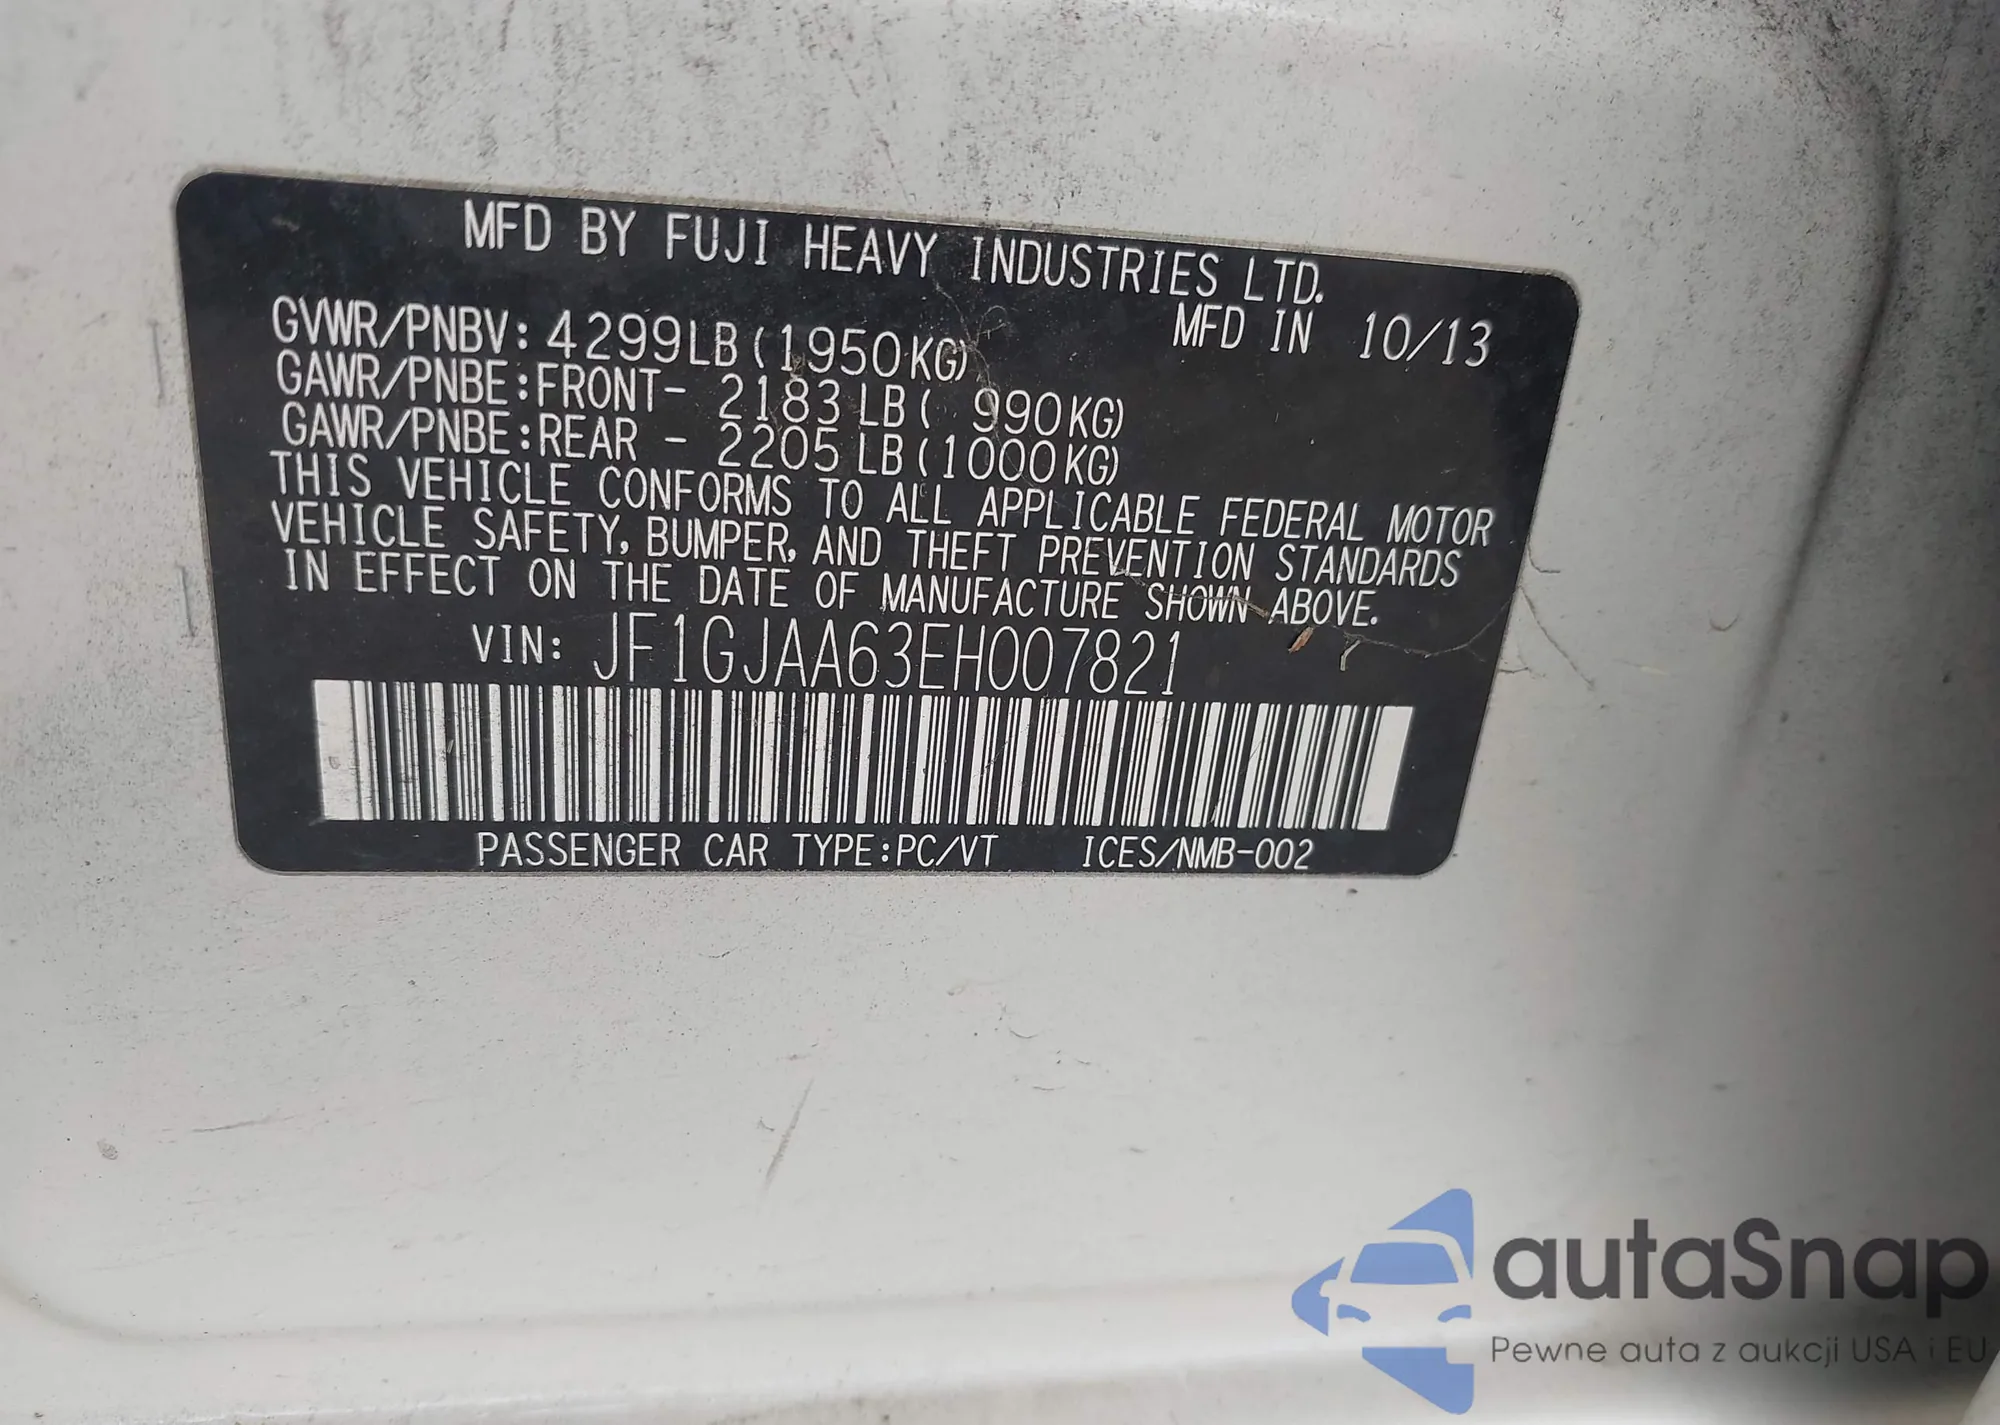 MFD BY FUJI HEAVY INDUSTRIES LTD.
MFD IN 10/13
GVWR/PNBV: 4299LB (1950KG)
GAWR/PNBE:FRONT- 2183 LB ( 990KG)
GAWR/PNBE:REAR - 2205 LB (1000KG)
THIS VEHICLE CONFORMS TO ALL APPLICABLE FEDERAL MOTOR
VEHICLE SAFETY, BUMPER, AND THEFT PREVENTION STANDARDS
IN EFFECT ON THE DATE OF MANUFACTURE SHOWN ABOVE.
VIN: JF1GJAA63EH007821
PASSENGER CAR TYPE:PC/VT ICES/NMB-002
autaSnap
Pewne auta z aukcji USA i EU